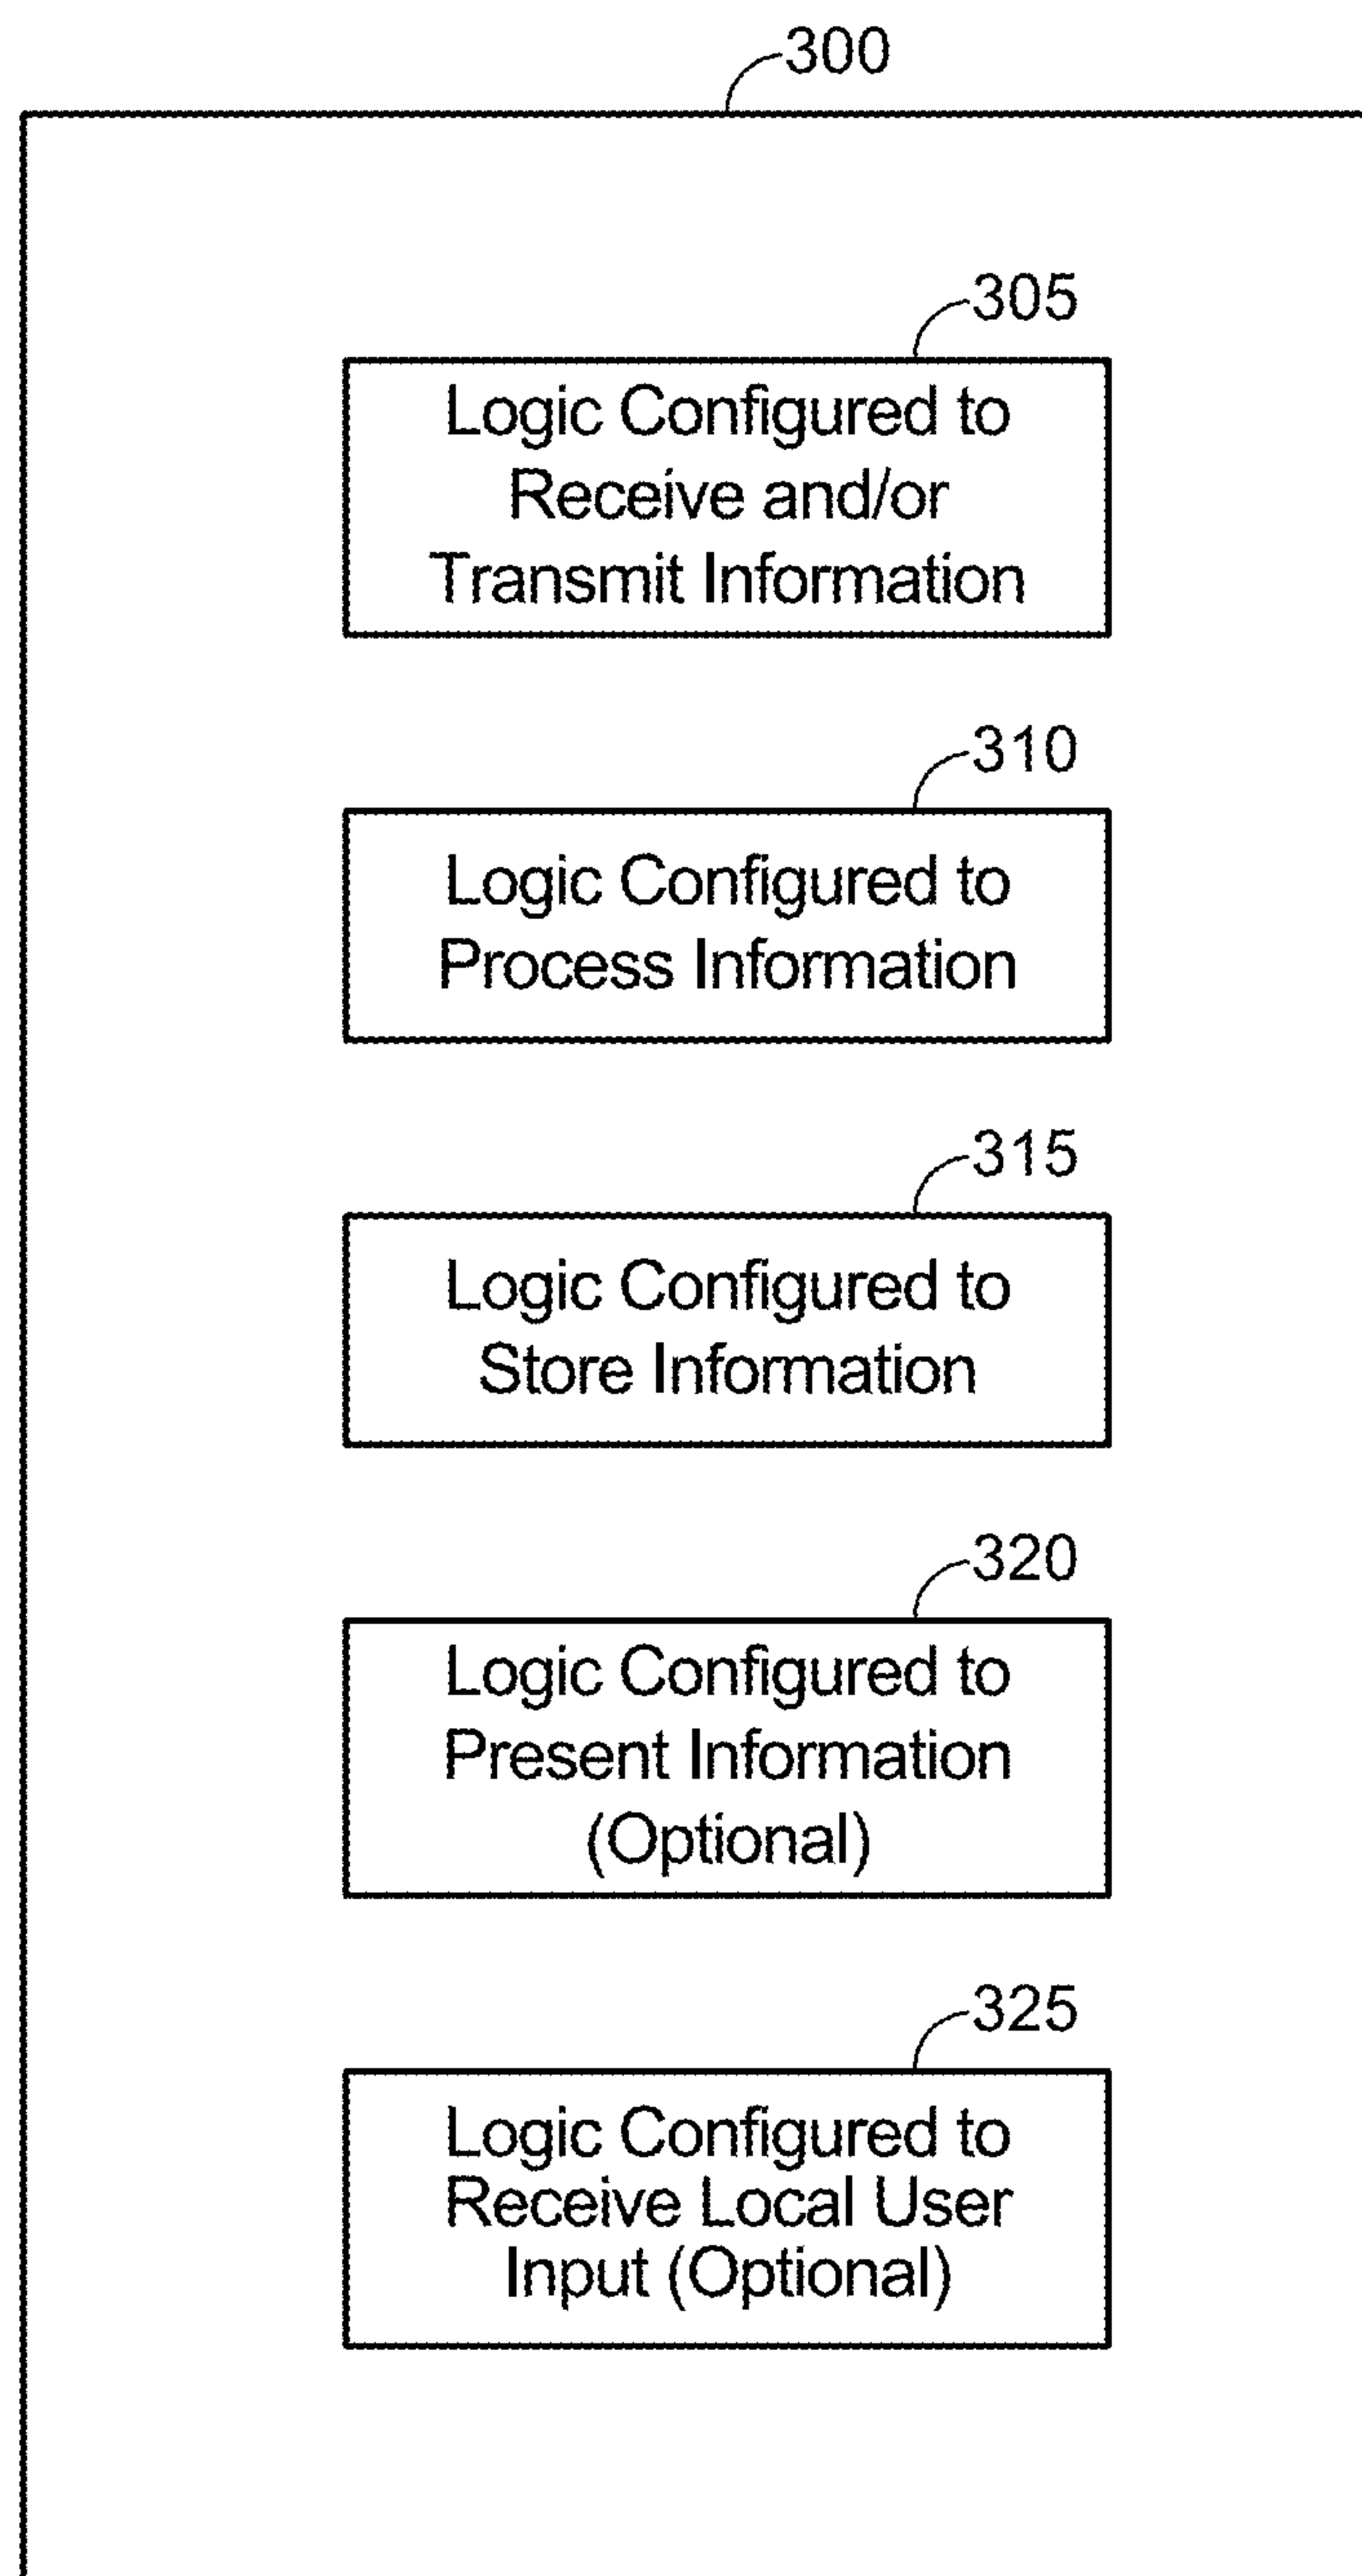 300
305
Logic Configured to
Receive and/or
Transmit Information
310
Logic Configured to
Process Information
315
Logic Configured to
Store Information
320
Logic Configured to
Present Information
(Optional)
325
Logic Configured to
Receive Local User
Input (Optional)